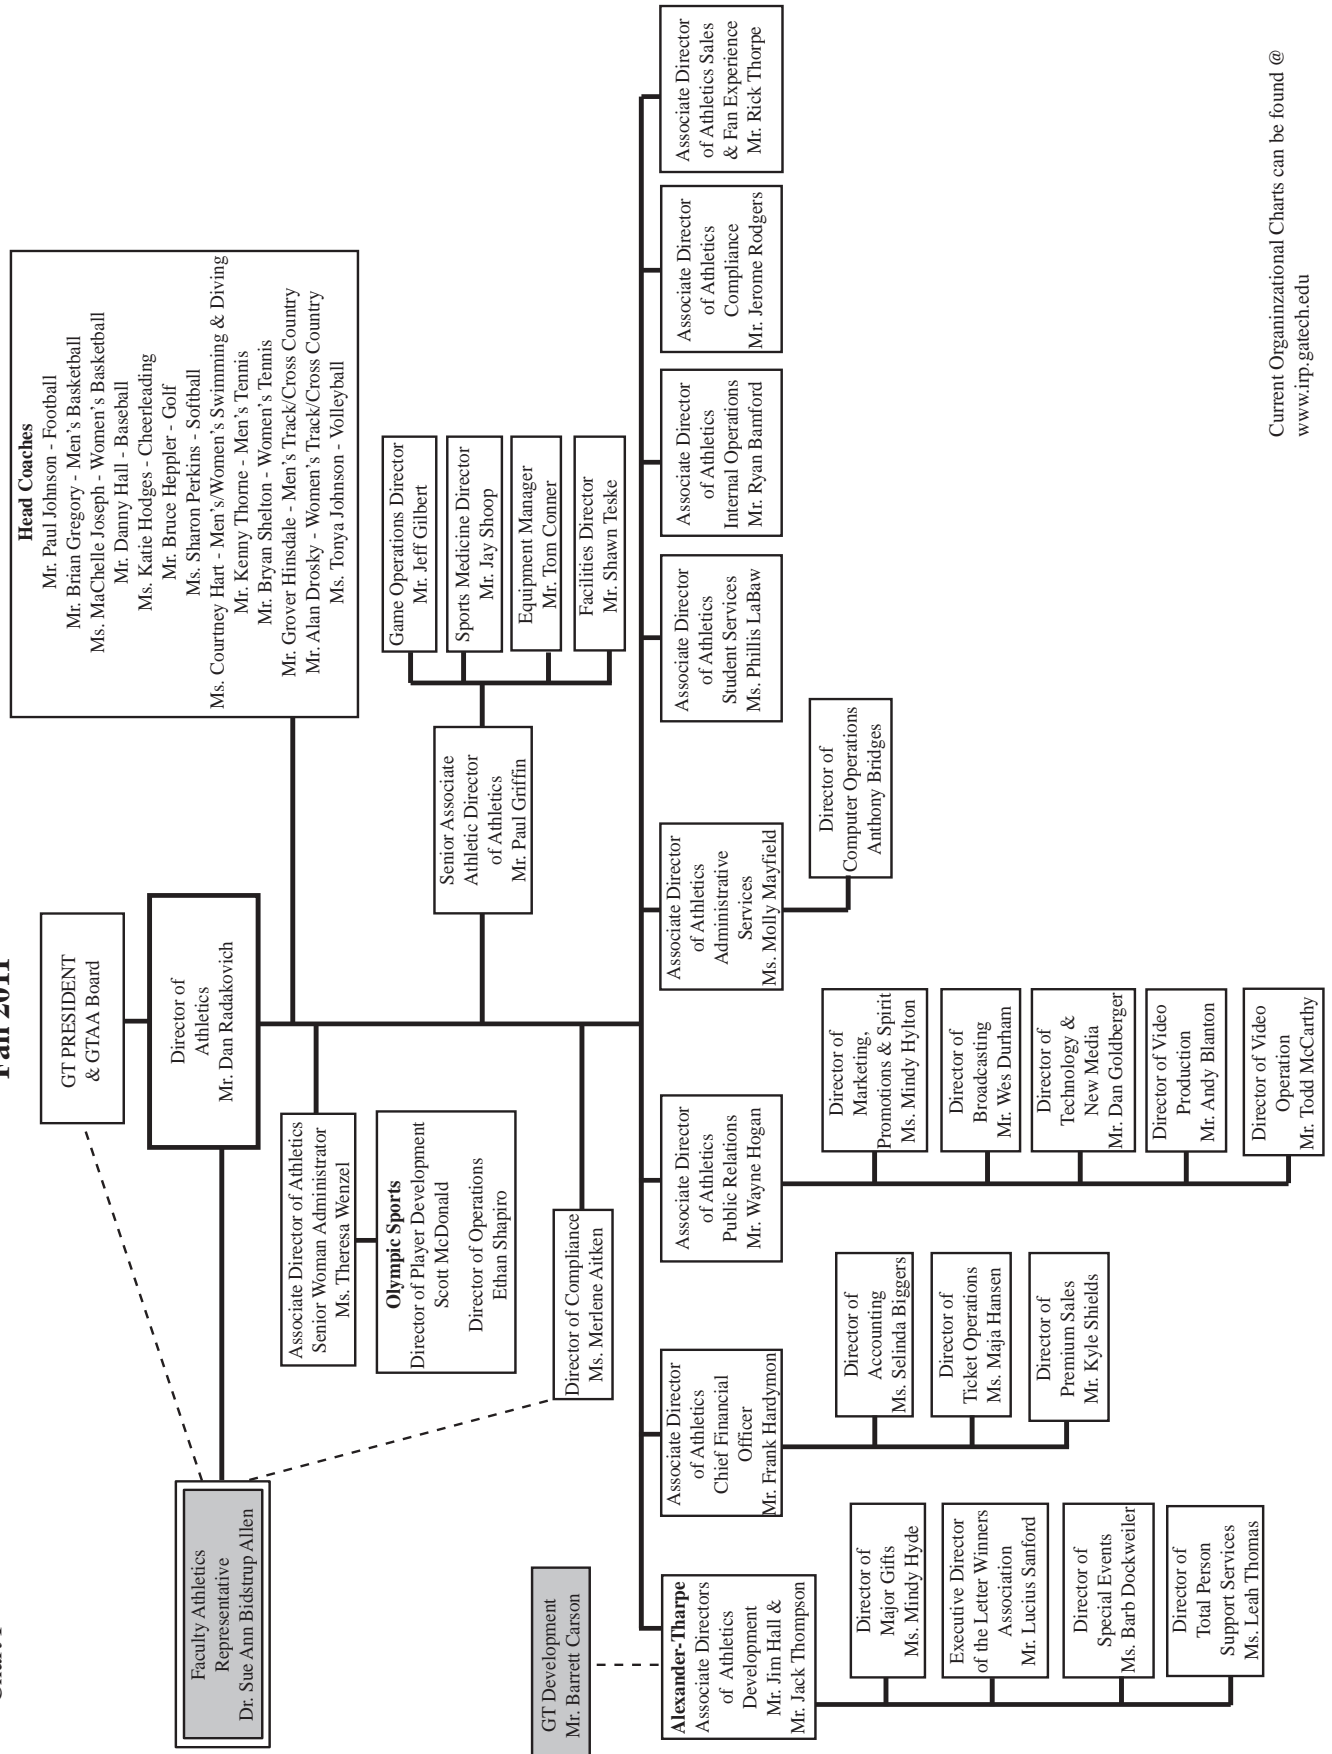 Fall 2011
GT PRESIDENT
& GTAA Board
Director of
Athletics
Mr. Dan Radakovich
Faculty Athletics
Representative
Dr. Sue Ann Bidstrup Allen
Head Coaches
Mr. Paul Johnson - Football
Mr. Brian Gregory - Men's Basketball
Ms. MaChelle Joseph - Women's Basketball
Mr. Danny Hall - Baseball
Ms. Katie Hodges - Cheerleading
Mr. Bruce Heppler - Golf
Ms. Sharon Perkins - Softball
Ms. Courtney Hart - Men's/Women's Swimming & Diving
Mr. Kenny Thorne - Men's Tennis
Mr. Bryan Shelton - Women's Tennis
Mr. Grover Hinsdale - Men's Track/Cross Country
Mr. Alan Drosky - Women's Track/Cross Country
Ms. Tonya Johnson - Volleyball
Associate Director of Athletics
Senior Woman Administrator
Ms. Theresa Wenzel
Olympic Sports
Director of Player Development
Scott McDonald
Director of Operations
Ethan Shapiro
Senior Associate
Athletic Director
of Athletics
Mr. Paul Griffin
Game Operations Director
Mr. Jeff Gilbert
Sports Medicine Director
Mr. Jay Shoop
Equipment Manager
Mr. Tom Conner
Facilities Director
Mr. Shawn Teske
Director of Compliance
Ms. Merlene Aitken
GT Development
Mr. Barrett Carson
Alexander-Tharpe
Associate Directors
of Athletics
Development
Mr. Jim Hall &
Mr. Jack Thompson
Director of
Major Gifts
Ms. Mindy Hyde
Executive Director
of the Letter Winners
Association
Mr. Lucius Sanford
Director of
Special Events
Ms. Barb Dockweiler
Director of
Total Person
Support Services
Ms. Leah Thomas
Associate Director
of Athletics
Chief Financial
Officer
Mr. Frank Hardymon
Director of
Accounting
Ms. Selinda Biggers
Director of
Ticket Operations
Ms. Maja Hansen
Director of
Premium Sales
Mr. Kyle Shields
Associate Director
of Athletics
Public Relations
Mr. Wayne Hogan
Director of
Marketing,
Promotions & Spirit
Ms. Mindy Hylton
Director of
Broadcasting
Mr. Wes Durham
Director of
Technology &
New Media
Mr. Dan Goldberger
Director of Video
Production
Mr. Andy Blanton
Director of Video
Operation
Mr. Todd McCarthy
Associate Director
of Athletics
Administrative
Services
Ms. Molly Mayfield
Director of
Computer Operations
Anthony Bridges
Associate Director
of Athletics
Student Services
Ms. Phillis LaBaw
Associate Director
of Athletics
Internal Operations
Mr. Ryan Bamford
Associate Director
of Athletics
Compliance
Mr. Jerome Rodgers
Associate Director
of Athletics Sales
& Fan Experience
Mr. Rick Thorpe
Current Organinzational Charts can be found @
www.irp.gatech.edu